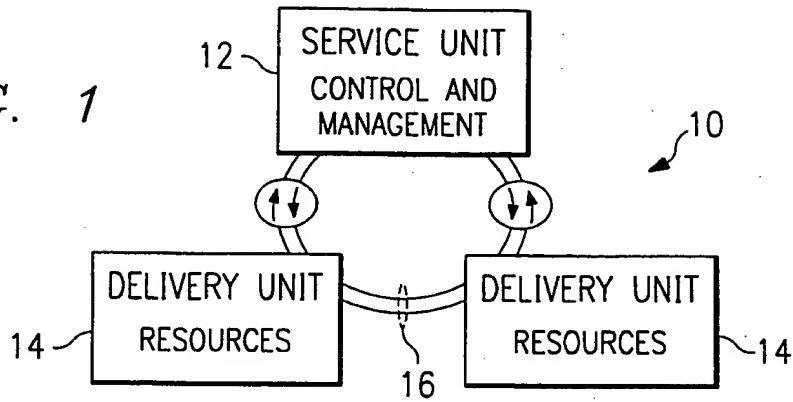 12
SERVICE UNIT
CONTROL AND
MANAGEMENT
1
10
DELIVERY UNIT
RESOURCES
14
DELIVERY UNIT
RESOURCES
14
16